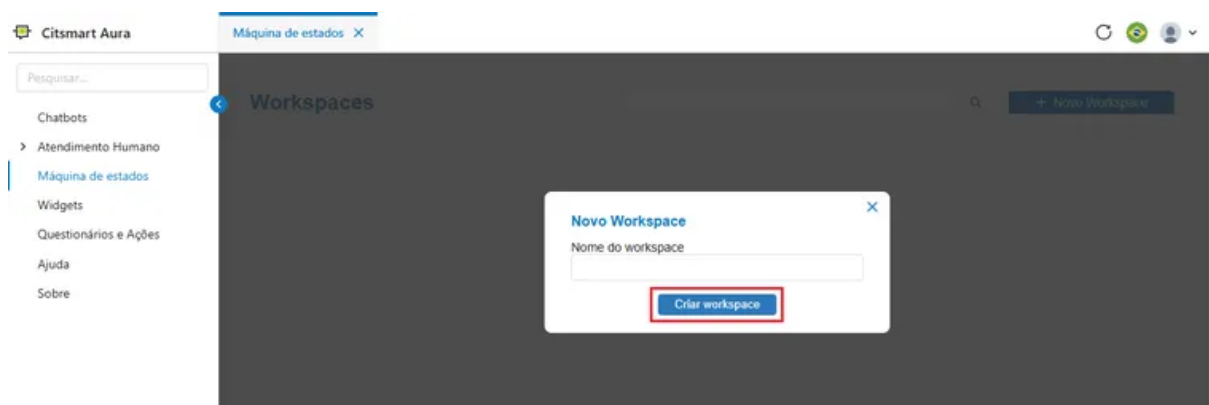 Citsmart Aura
Máquina de estados
Pesquisar...
Chatbots
Atendimento Humano
Máquina de estados
Widgets
Questionários e Ações
Ajuda
Sobre
Workspaces
+ Novo Workspace
Novo Workspace
Nome do workspace
Criar workspace